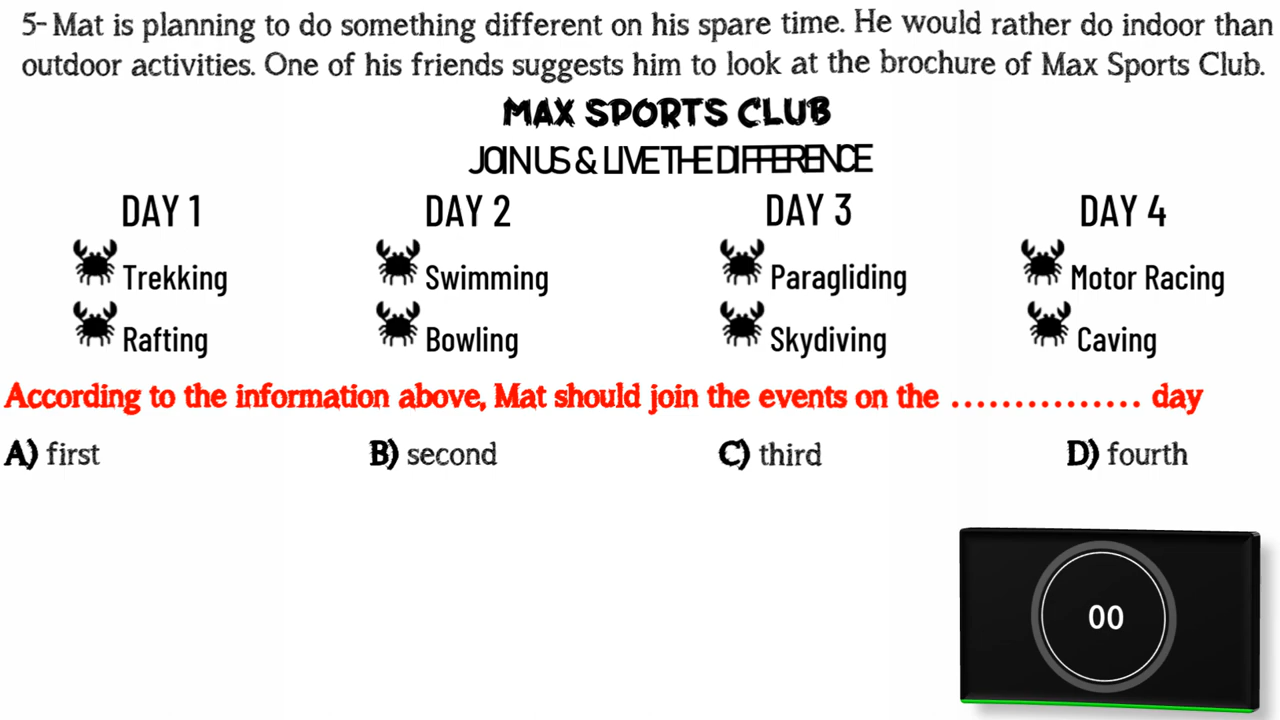 5- Mat is planning to do something different on his spare time. He would rather do indoor than
outdoor activities. One of his friends suggests him to look at the brochure of Max Sports Club.
MAX SPORTS CLUB
JOIN US & LIVE THE DIFFERENCE
DAY 1 DAY 2 DAY 3 DAY 4
Trekking Swimming Paragliding Motor Racing
Rafting Bowling Skydiving Caving
According to the information above, Mat should join the events on the ............... day
A) first B) second C) third D) fourth
00